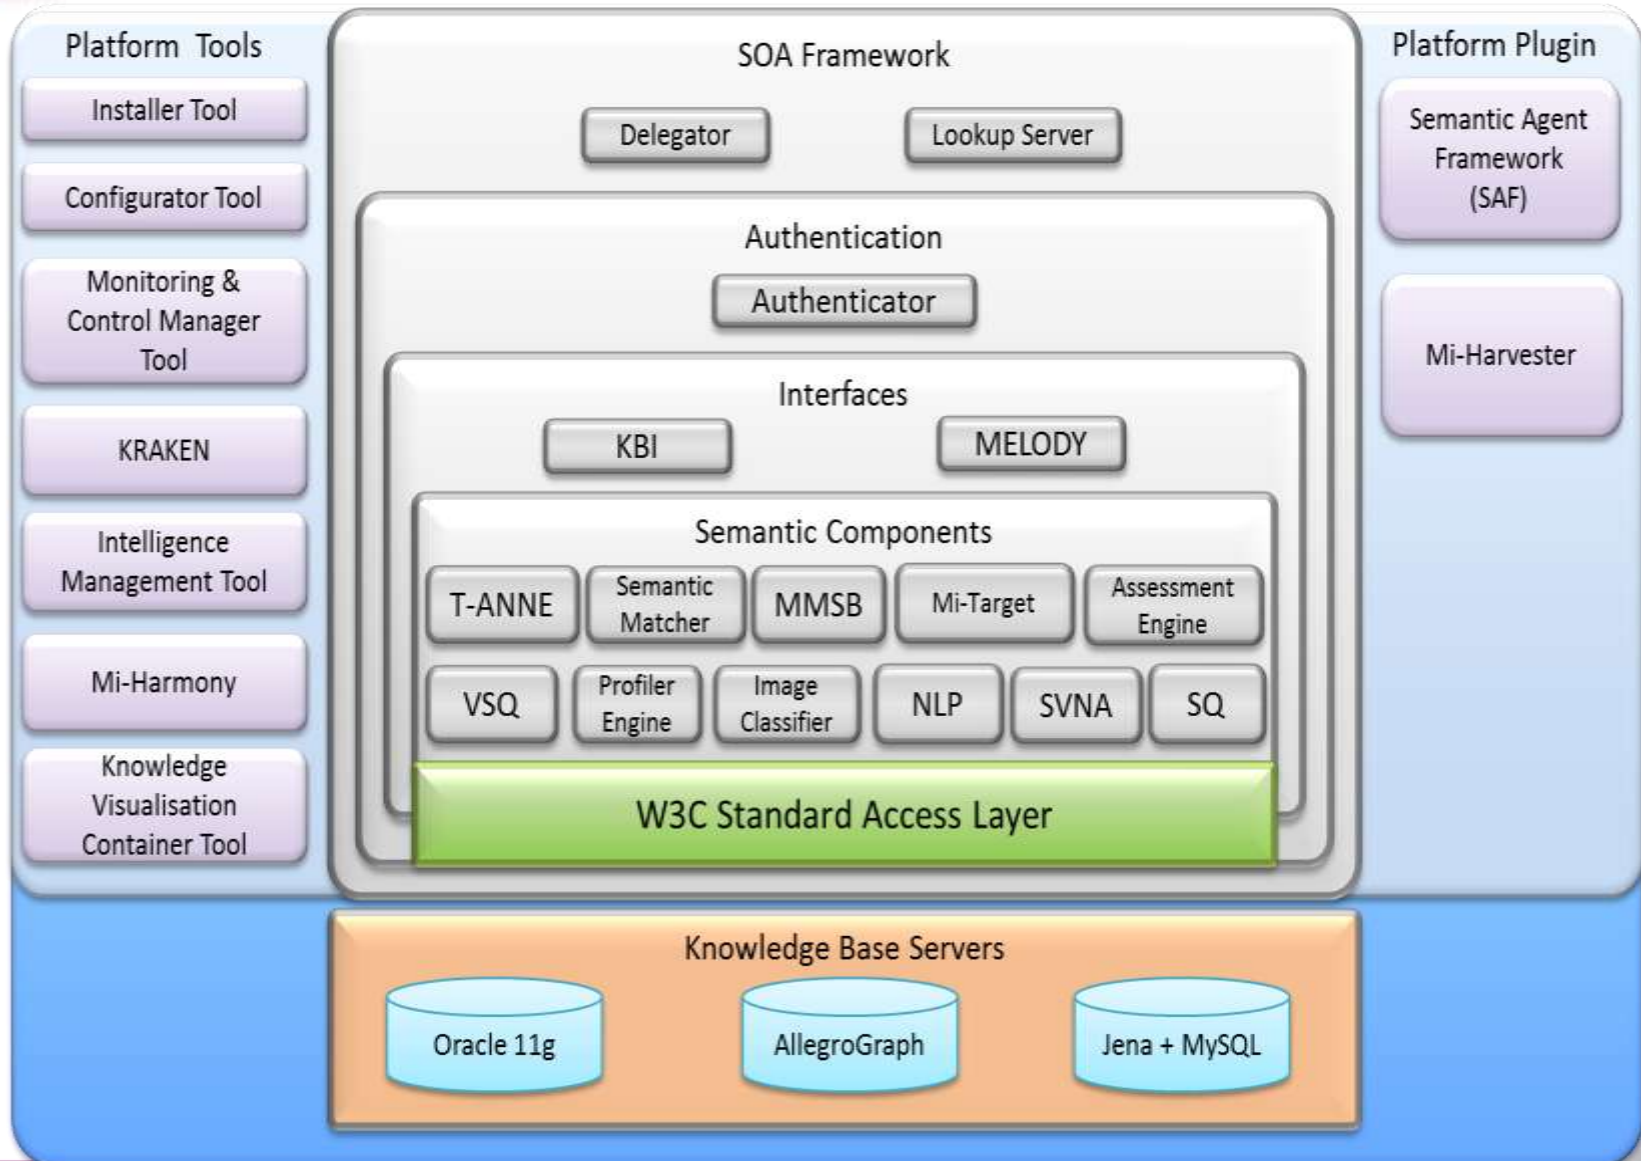 Platform Tools
Installer Tool
Configurator Tool
Monitoring &
Control Manager
Tool
KRAKEN
Intelligence
Management Tool
Mi-Harmony
Knowledge
Visualisation
Container Tool
SOA Framework
Delegator
Lookup Server
Authentication
Authenticator
Interfaces
KBI
MELODY
Semantic Components
T-ANNE
Semantic
Matcher
MMSB
Mi-Target
Assessment
Engine
VSQ
Profiler
Engine
Image
Classifier
NLP
SVNA
SQ
W3C Standard Access Layer
Knowledge Base Servers
Oracle 11g
AllegroGraph
Jena + MySQL
Platform Plugin
Semantic Agent
Framework
(SAF)
Mi-Harvester